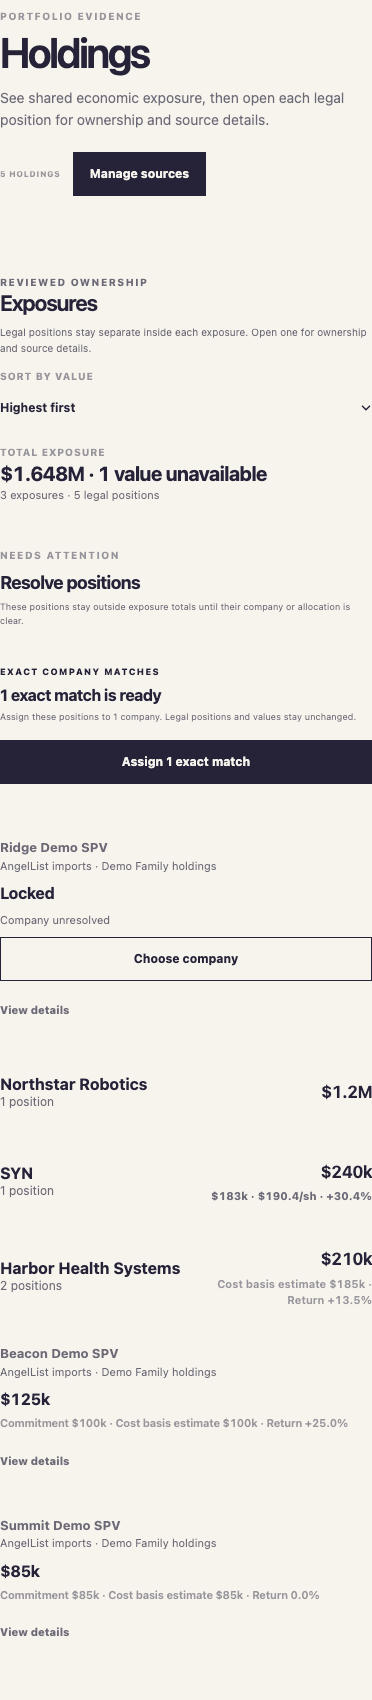 PORTFOLIO EVIDENCE
Holdings
See shared economic exposure, then open each legal
position for ownership and source details.
5 HOLDINGS
Manage sources
REVIEWED OWNERSHIP
Exposures
Legal positions stay separate inside each exposure. Open one for ownership
and source details.
SORT BY VALUE
Highest first
TOTAL EXPOSURE
$1.648M · 1 value unavailable
3 exposures · 5 legal positions
NEEDS ATTENTION
Resolve positions
These positions stay outside exposure totals until their company or allocation is
clear.
EXACT COMPANY MATCHES
1 exact match is ready
Assign these positions to 1 company. Legal positions and values stay unchanged.
Assign 1 exact match
Ridge Demo SPV
AngelList imports · Demo Family holdings
Locked
Company unresolved
Choose company
View details
Northstar Robotics
1 position
$1.2M
SYN
1 position
$240k
$183k · $190.4/sh · +30.4%
Harbor Health Systems
2 positions
$210k
Cost basis estimate $185k ·
Return +13.5%
Beacon Demo SPV
AngelList imports · Demo Family holdings
$125k
Commitment $100k · Cost basis estimate $100k · Return +25.0%
View details
Summit Demo SPV
AngelList imports · Demo Family holdings
$85k
Commitment $85k · Cost basis estimate $85k · Return 0.0%
View details